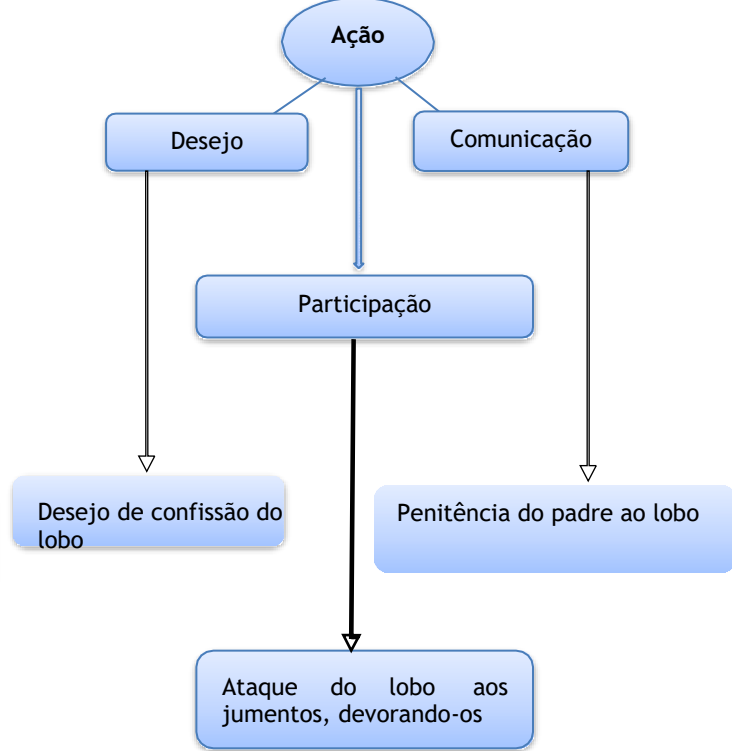 Ação
Desejo
Comunicação
Participação
Desejo de confissão do
lobo
Penitência do padre ao lobo
Ataque do lobo aos
jumentos, devorando-os